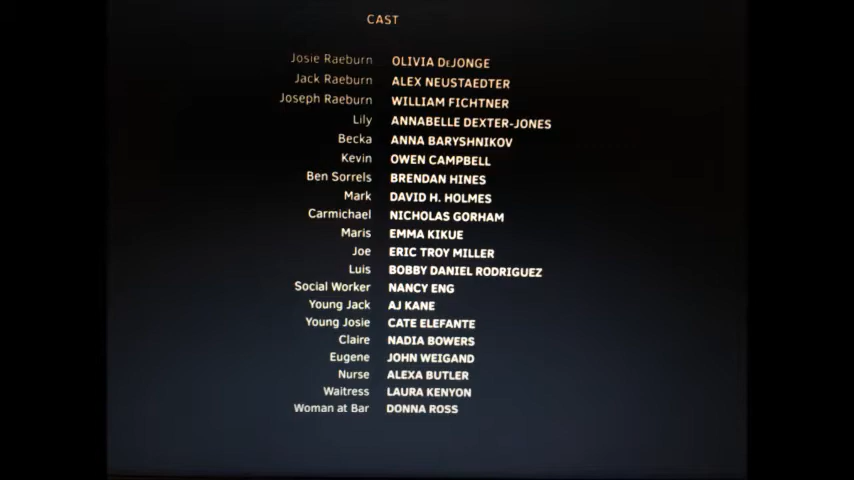 CAST
Josie Raeburn OLIVIA DeJONGE
Jack Raeburn ALEX NEUSTAEDTER
Joseph Raeburn WILLIAM FICHTNER
Lily ANNABELLE DEXTER-JONES
Becka ANNA BARYSHNIKOV
Kevin OWEN CAMPBELL
Ben Sorrels BRENDAN HINES
Mark DAVID H. HOLMES
Carmichael NICHOLAS GORHAM
Maris EMMA KIKUE
Joe ERIC TROY MILLER
Luis BOBBY DANIEL RODRIGUEZ
Social Worker NANCY ENG
Young Jack AJ KANE
Young Josie CATE ELEFANTE
Claire NADIA BOWERS
Eugene JOHN WEIGAND
Nurse ALEXA BUTLER
Waitress LAURA KENYON
Woman at Bar DONNA ROSS